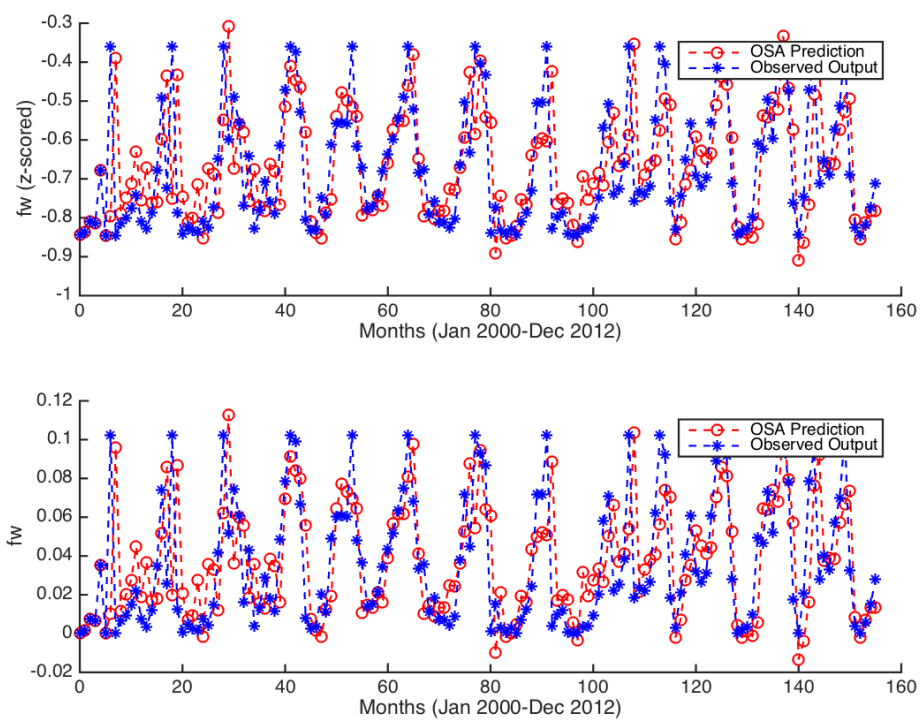 -0.3
-0.4
-0.5
-0.6
-0.7
-0.8
-0.9
-1
fw (z-scored)
OSA Prediction
Observed Output
0 20 40 60 80 100 120 140 160
Months (Jan 2000-Dec 2012)
0.12
0.1
0.08
0.06
0.04
0.02
0
-0.02
fw
OSA Prediction
Observed Output
0 20 40 60 80 100 120 140 160
Months (Jan 2000-Dec 2012)